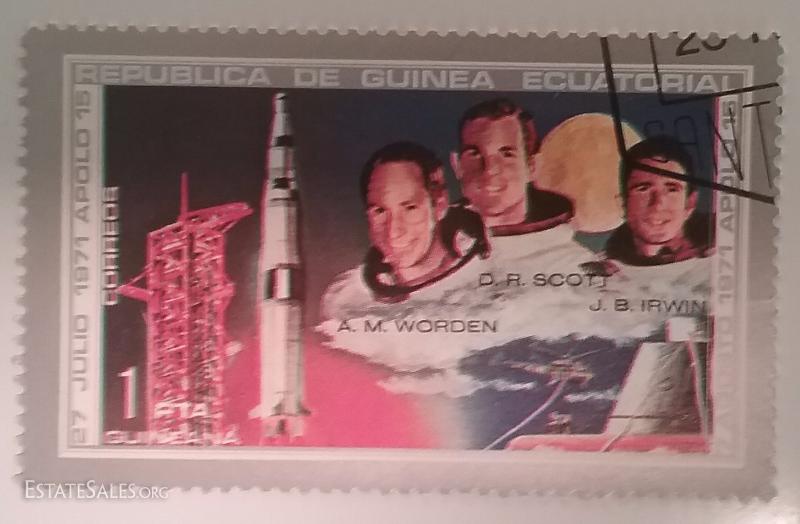 REPUBLICA DE GUINEA ECUATORIAL
27 JULIO 1971 APOLO 15
CORREOS
D. R. SCOTT
J. B. IRWIN
A. M. WORDEN
1971 APOLO 15
1 PTA
GUINEANA
ESTATESALES.ORG